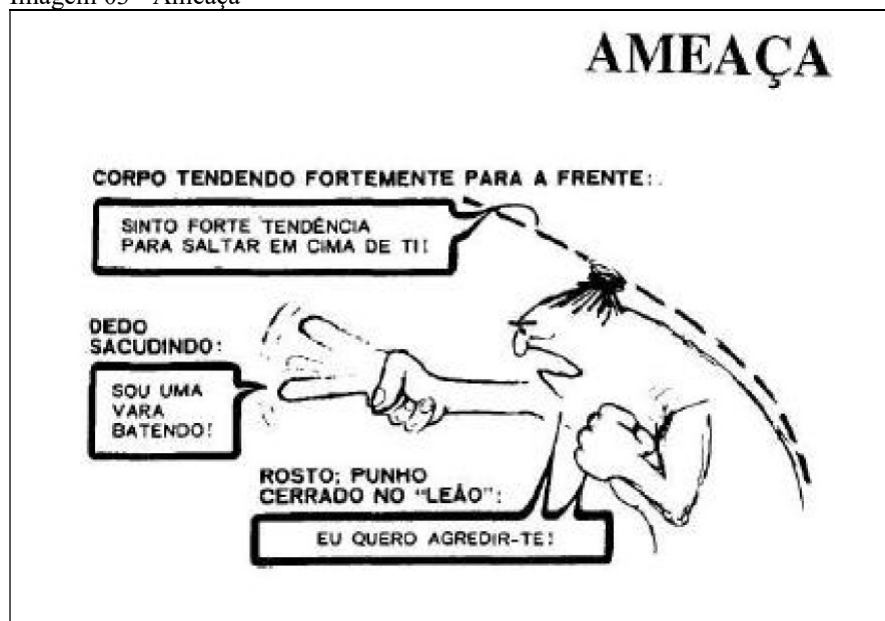 Imagem 03 - Ameaça
AMEAÇA
CORPO TENDENDO FORTEMENTE PARA A FRENTE:
SINTO FORTE TENDÊNCIA
PARA SALTAR EM CIMA DE TI!
DEDO
SACUDINDO:
SOU UMA
VARA
BATENDO!
ROSTO; PUNHO
CERRADO NO "LEÃO":
EU QUERO AGREDIR-TE!